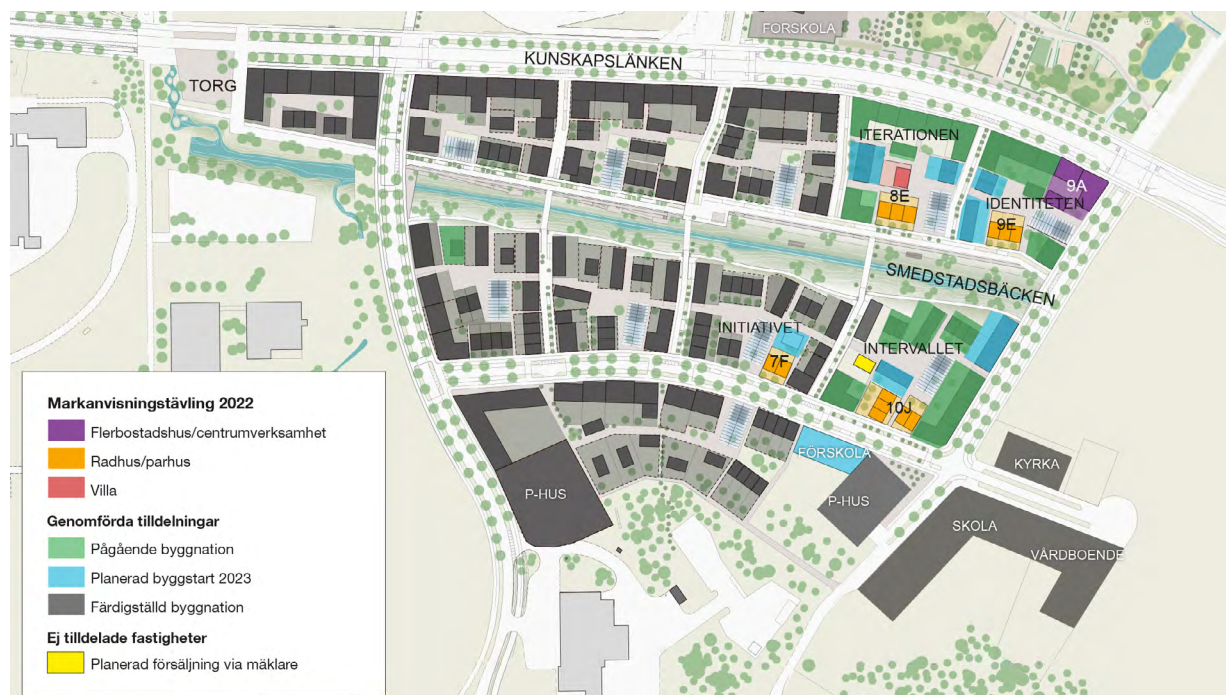 FÖRSKOLA
KUNSKAPSLÄNKEN
TORG
ITERATIONEN
9A
8E
IDENTITETEN
9E
SMEDSTADSBÄCKEN
INITIATIVET
7F
INTERVALLET
10J
FÖRSKOLA
KYRKA
P-HUS
P-HUS
SKOLA
VÅRDBOENDE
Markanvisningstävling 2022
Flerbostadshus/centrumverksamhet
Radhus/parhus
Villa
Genomförda tilldelningar
Pågående byggnation
Planerad byggstart 2023
Färdigställd byggnation
Ej tilldelade fastigheter
Planerad försäljning via mäklare